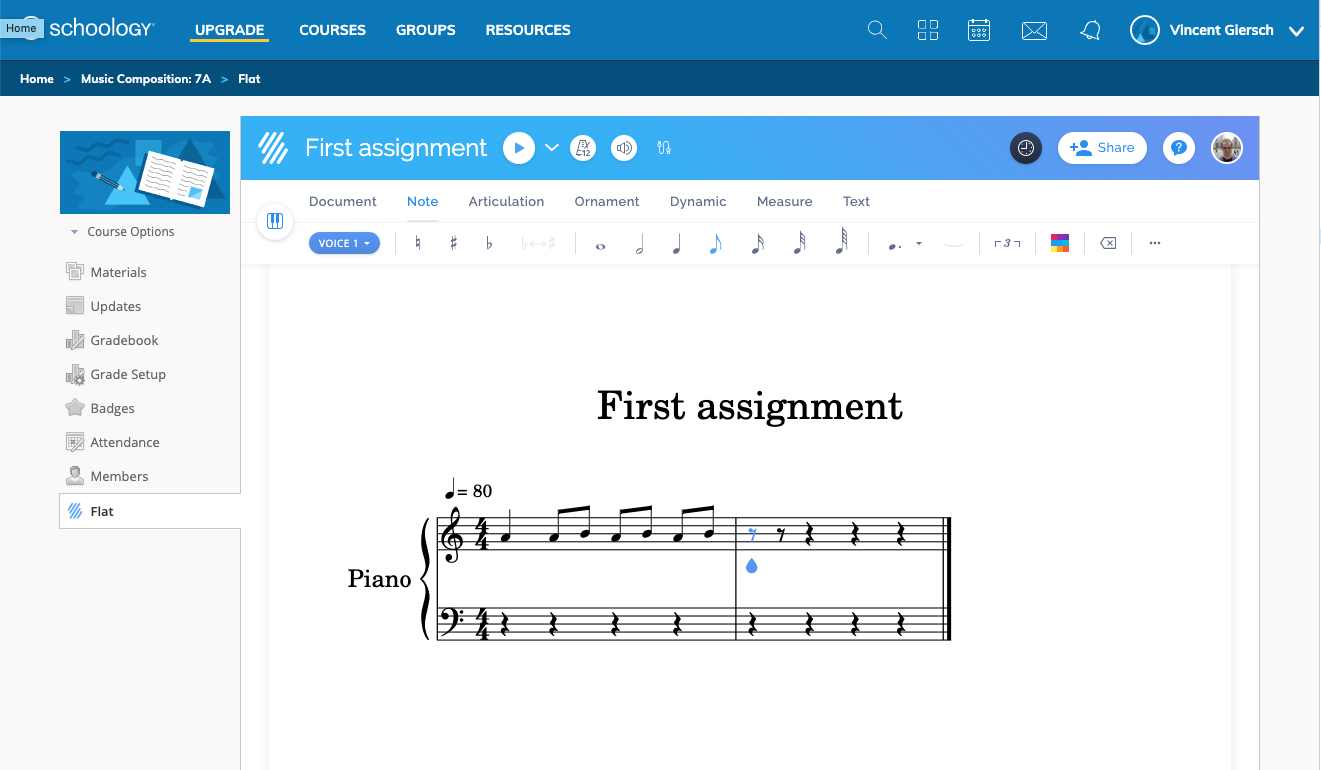 Home
schoology
UPGRADE COURSES GROUPS RESOURCES
Vincent Giersch
Home > Music Composition: 7A > Flat
First assignment
Share
Document Note Articulation Ornament Dynamic Measure Text
VOICE 1
3
Course Options
Materials
Updates
Gradebook
Grade Setup
Badges
Attendance
Members
Flat
First assignment
= 80
Piano
4
4
4
4